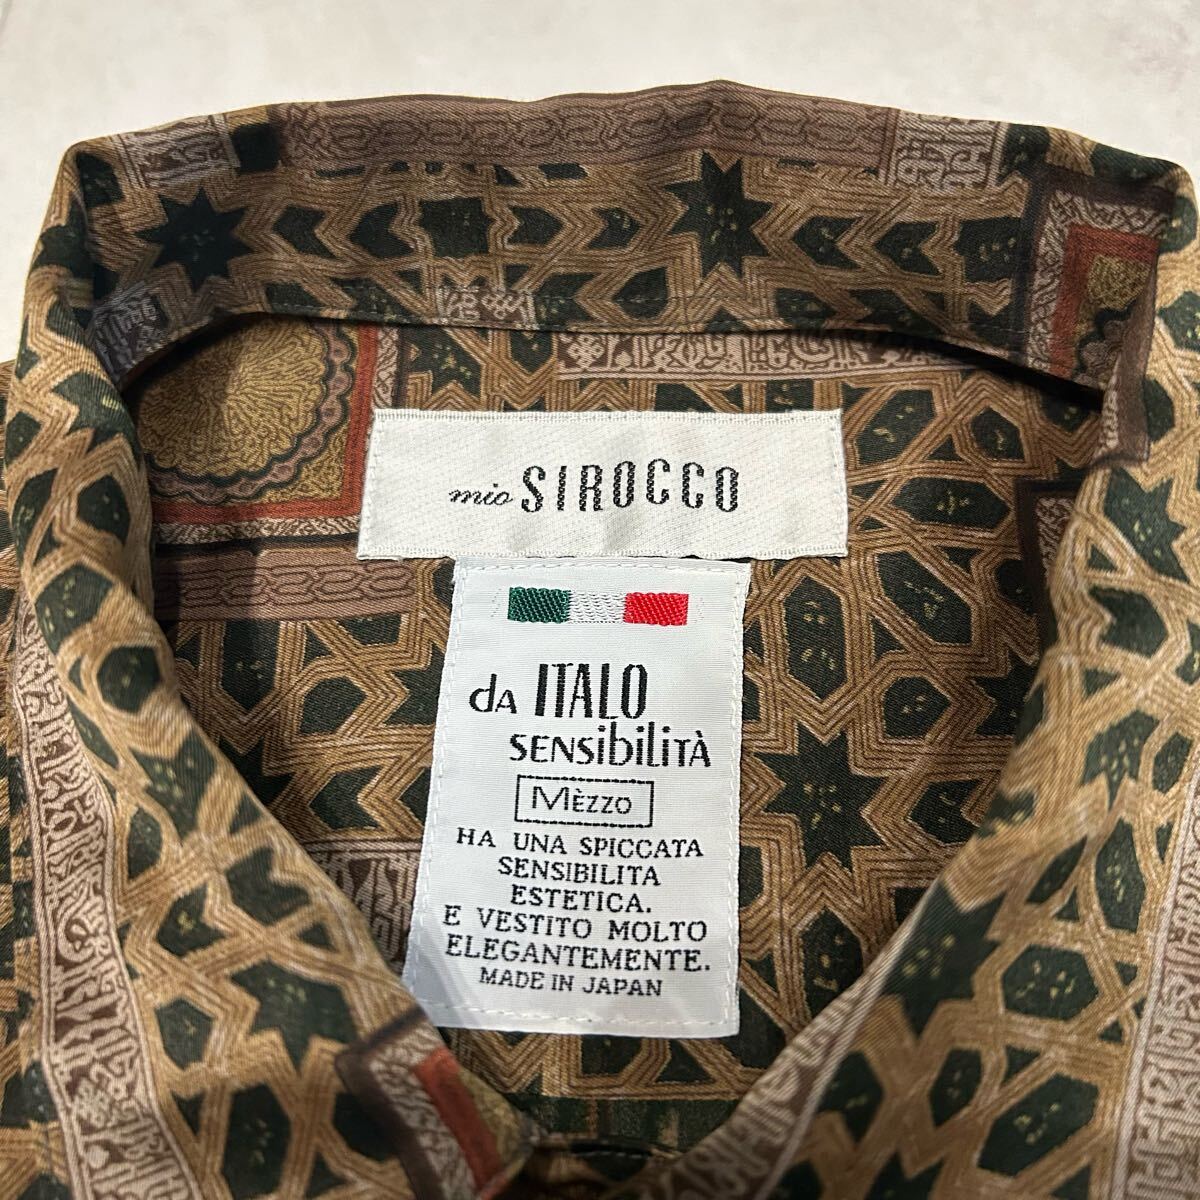 mio SIROCCO
dA ITALO
SENSibiLiTÀ
MÈZZO
HA UNA SPICCATA
SENSIBILITA
ESTETICA.
E VESTITO MOLTO
ELEGANTEMENTE.
MADE IN JAPAN